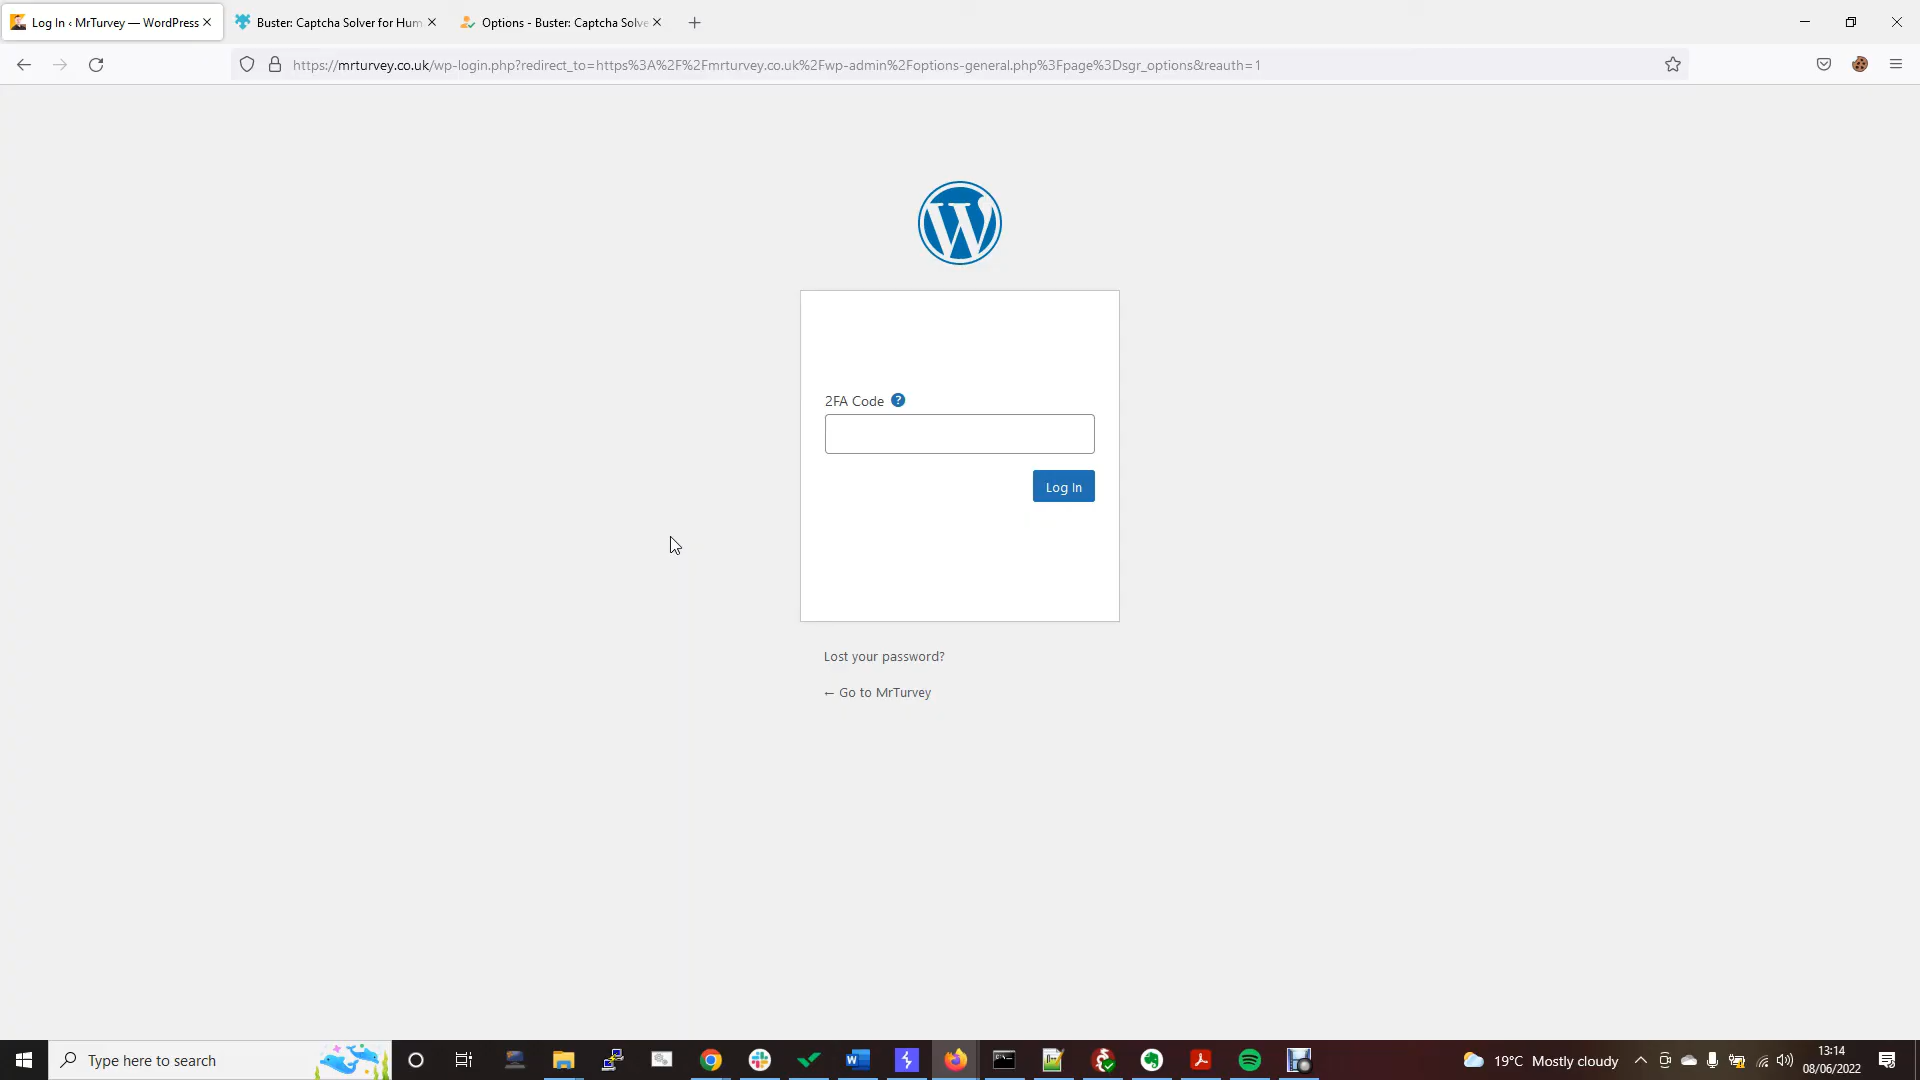 Log In ‹ MrTurvey — WordPress
Buster: Captcha Solver for Hum
Options - Buster: Captcha Solve
https://mrturvey.co.uk/wp-login.php?redirect_to=https%3A%2F%2Fmrturvey.co.uk%2Fwp-admin%2Foptions-general.php%3Fpage%3Dsgr_options&reauth=1
2FA Code ?
Log In
Lost your password?
← Go to MrTurvey
Type here to search
19°C Mostly cloudy
13:14
08/06/2022